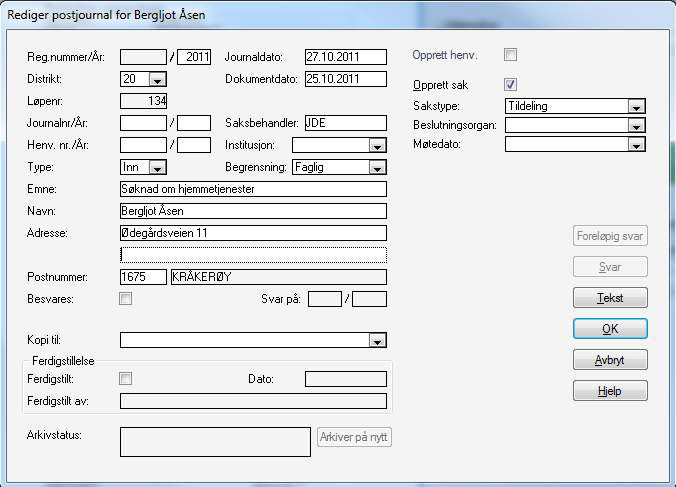 Rediger postjournal for Bergljot Åsen
Reg.nummer/År: / 2011 Journaldato: 27.10.2011 Opprett henv.
Distrikt: 20 Dokumentdato: 25.10.2011 Opprett sak
Løpenr: 134 Sakstype: Tildeling
Journalnr/År: / Saksbehandler: JDE Beslutningsorgan:
Henv. nr./År: / Institusjon: Møtedato:
Type: Inn Begrensning: Faglig
Emne: Søknad om hjemmetjenester
Navn: Bergljot Åsen
Adresse: Ødegårdsveien 11
Foreløpig svar
Svar
Postnummer: 1675 KRÅKERØY
Besvares: Svar på: / Tekst
OK
Kopi til:
Avbryt
Ferdigstillelse
Ferdigstilt: Dato:
Hjelp
Ferdigstilt av:
Arkivstatus: Arkiver på nytt